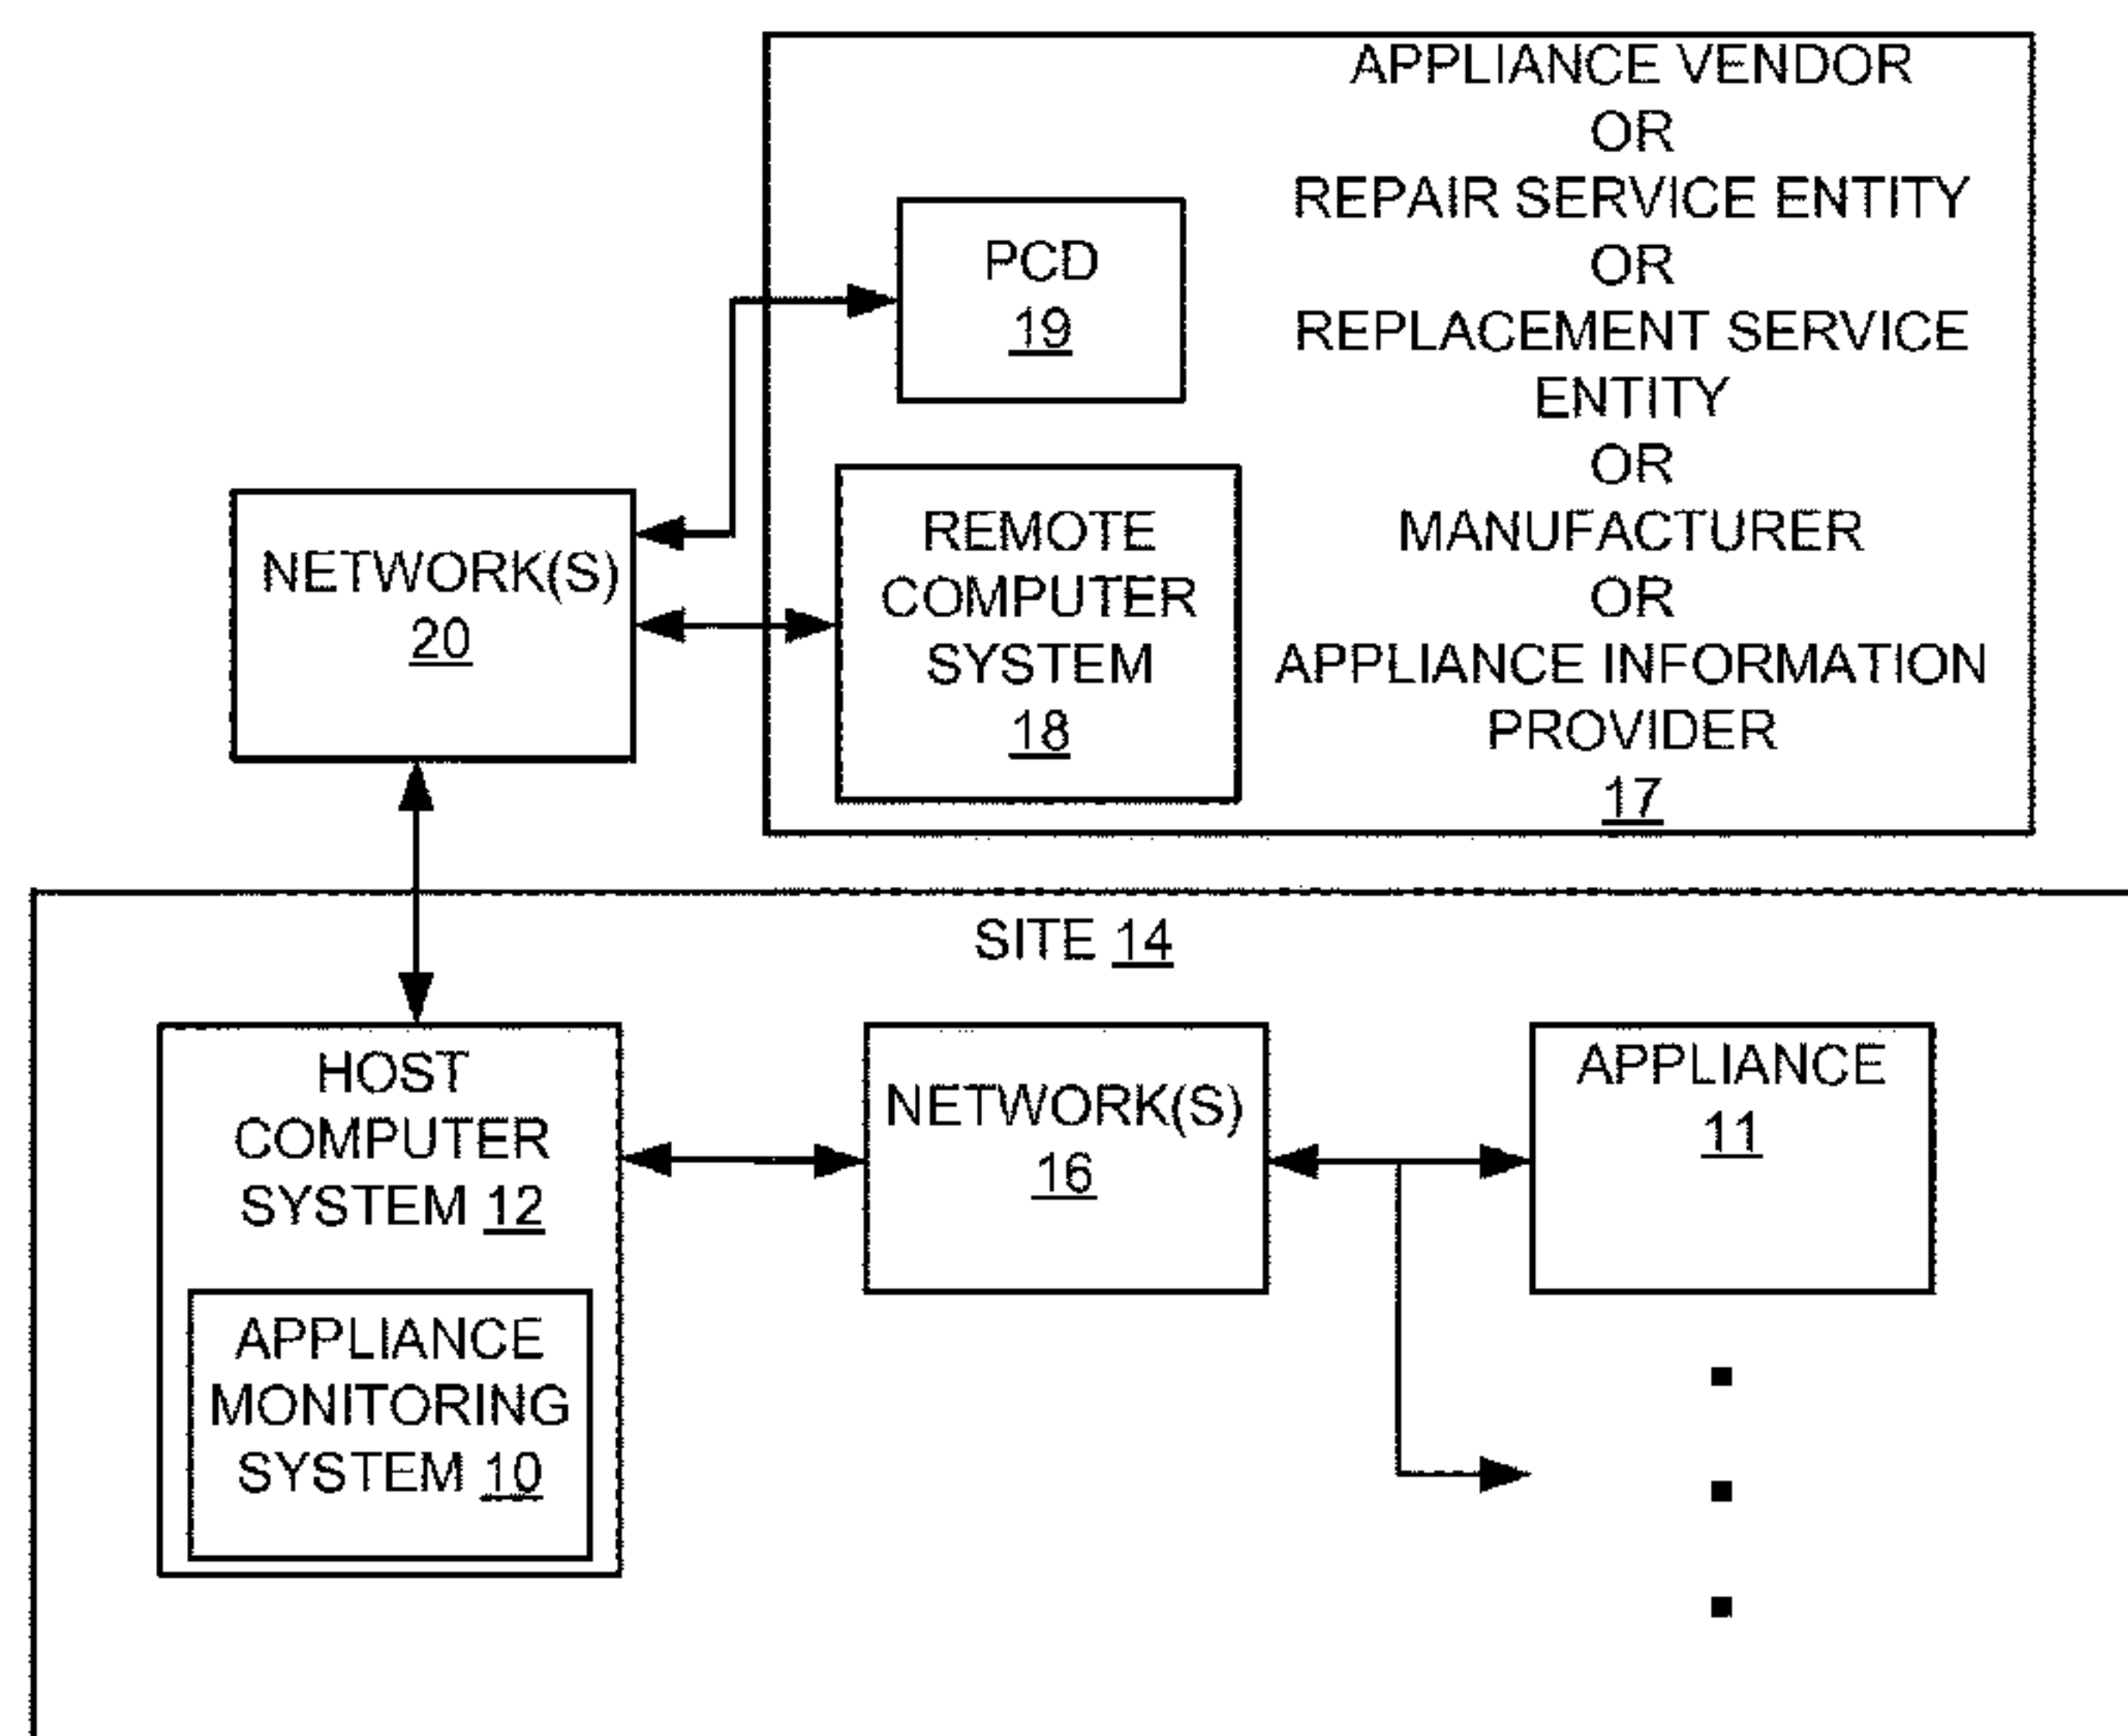 APPLIANCE VENDOR
OR
REPAIR SERVICE ENTITY
OR
REPLACEMENT SERVICE
ENTITY
OR
MANUFACTURER
OR
APPLIANCE INFORMATION
PROVIDER
17
PCD
19
REMOTE
COMPUTER
SYSTEM
18
NETWORK(S)
20
SITE 14
HOST
COMPUTER
SYSTEM 12
APPLIANCE
MONITORING
SYSTEM 10
NETWORK(S)
16
APPLIANCE
11